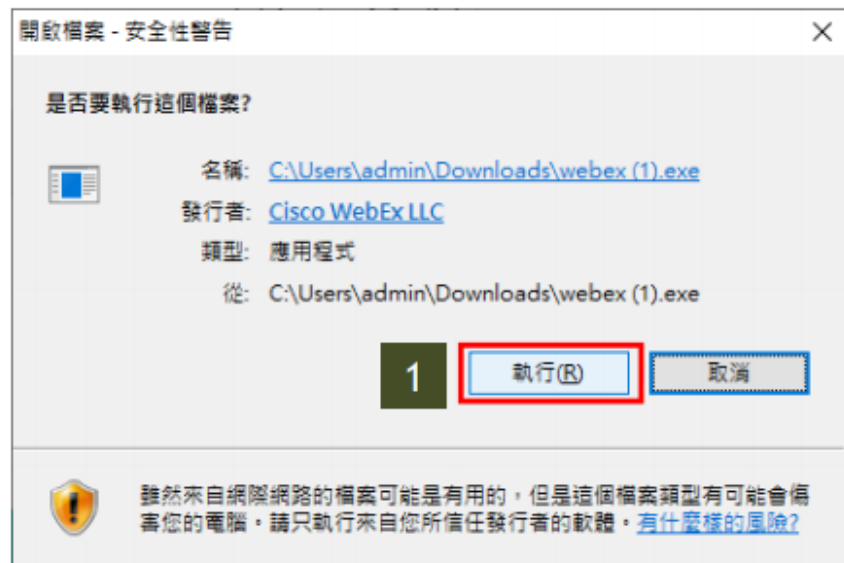 開啟檔案 - 安全性警告
是否要執行這個檔案?
名稱: C:\Users\admin\Downloads\webex (1).exe
發行者: Cisco WebEx LLC
類型: 應用程式
從: C:\Users\admin\Downloads\webex (1).exe
1 執行(R) 取消
雖然來自網際網路的檔案可能是有用的，但是這個檔案類型有可能會傷
害您的電腦。請只執行來自您所信任發行者的軟體。有什麼樣的風險?